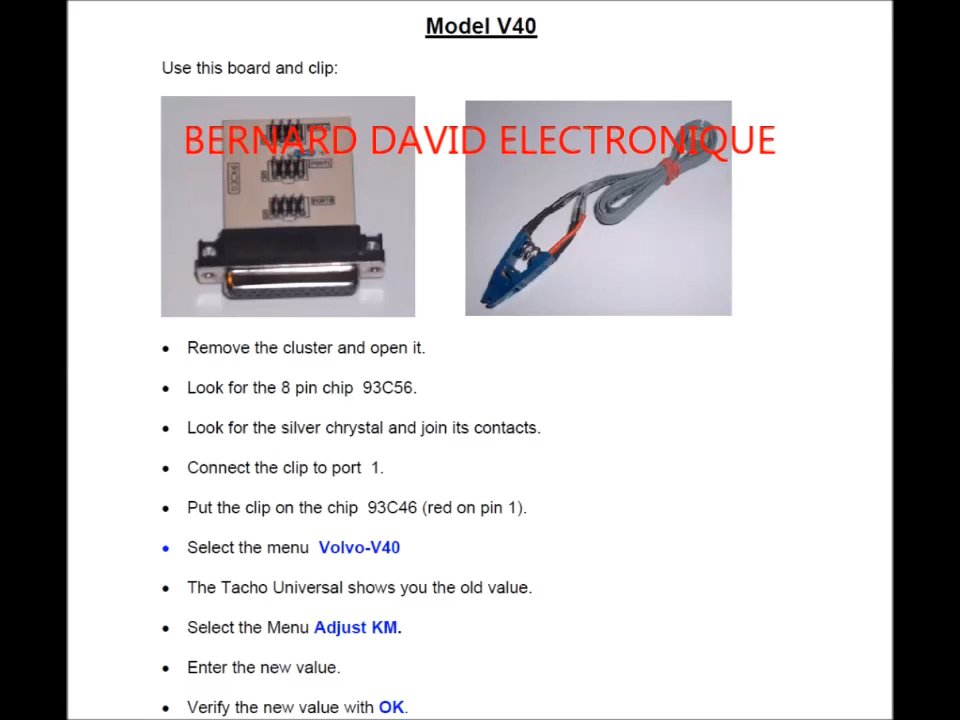 Model V40
Use this board and clip:
BERNARD DAVID ELECTRONIQUE
Remove the cluster and open it.
Look for the 8 pin chip 93C56.
Look for the silver chrystal and join its contacts.
Connect the clip to port 1.
Put the clip on the chip 93C46 (red on pin 1).
Select the menu Volvo-V40
The Tacho Universal shows you the old value.
Select the Menu Adjust KM.
Enter the new value.
Verify the new value with OK.